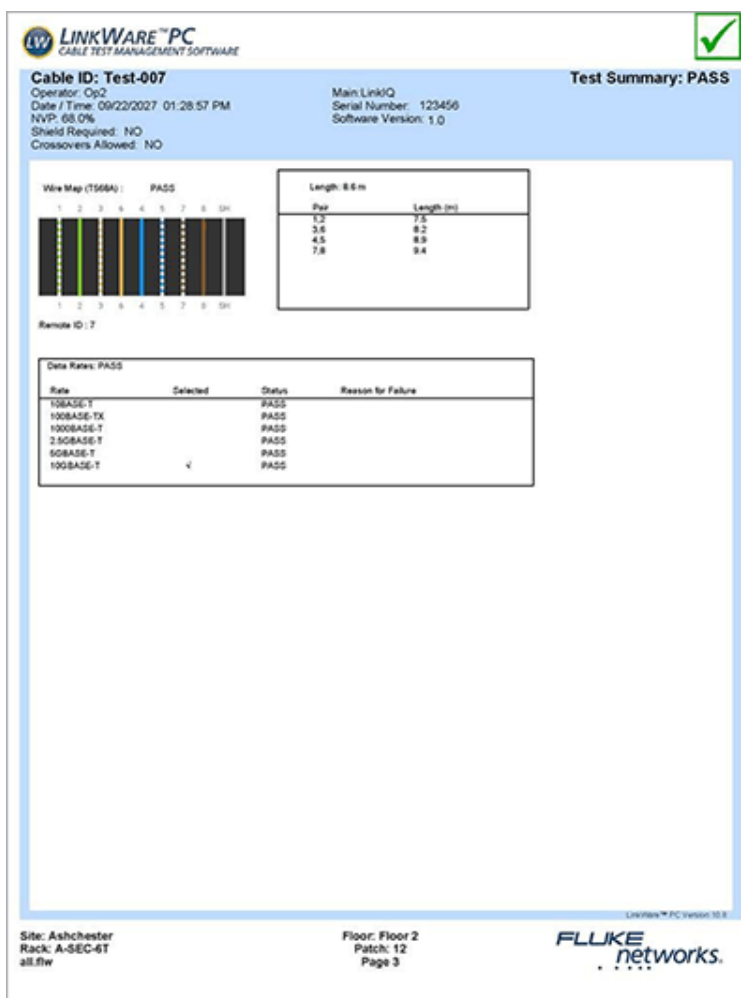 LW LINKWARE™PC
CABLE TEST MANAGEMENT SOFTWARE
Cable ID: Test-007
Test Summary: PASS
Operator: Op2
Date / Time: 09/22/2027 01:28:57 PM
NVP: 68.0%
Shield Required: NO
Crossovers Allowed: NO
Main:LinkIQ
Serial Number: 123456
Software Version: 1.0
Wire Map (T568A) : PASS
1 2 3 6 4 5 7 8 SH
1 2 3 6 4 5 7 8 SH
Remote ID : 7
Length: 8.6 m
Pair Length (m)
1,2 7.5
3,6 8.2
4,5 8.9
7,8 9.4
Data Rates: PASS
Rate Selected Status Reason for Failure
10BASE-T PASS
100BASE-TX PASS
1000BASE-T PASS
2.5GBASE-T PASS
5GBASE-T PASS
10GBASE-T √ PASS
LinkWare™ PC Version 10.8
Site: Ashchester
Rack: A-SEC-6T
all.flw
Floor: Floor 2
Patch: 12
Page 3
FLUKE
networks.